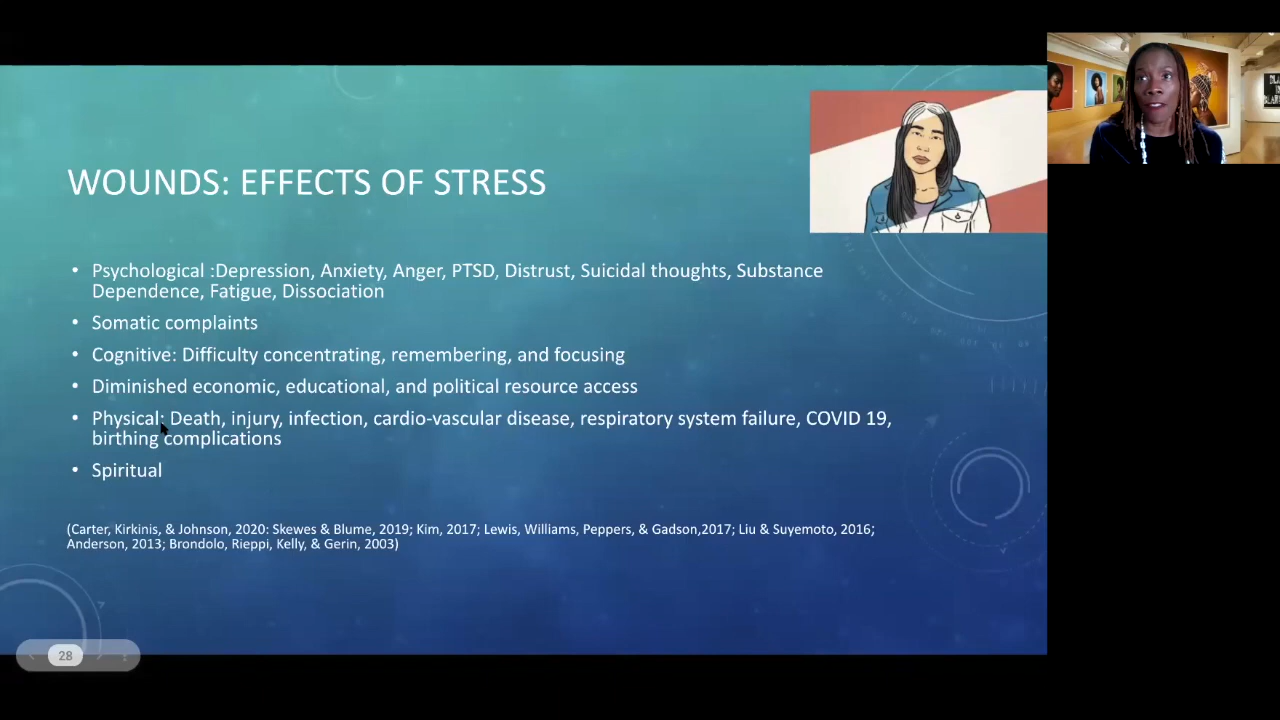 WOUNDS: EFFECTS OF STRESS
• Psychological :Depression, Anxiety, Anger, PTSD, Distrust, Suicidal thoughts, Substance
Dependence, Fatigue, Dissociation
• Somatic complaints
• Cognitive: Difficulty concentrating, remembering, and focusing
• Diminished economic, educational, and political resource access
• Physical: Death, injury, infection, cardio-vascular disease, respiratory system failure, COVID 19,
birthing complications
• Spiritual
(Carter, Kirkinis, & Johnson, 2020: Skewes & Blume, 2019; Kim, 2017; Lewis, Williams, Peppers, & Gadson,2017; Liu & Suyemoto, 2016;
Anderson, 2013; Brondolo, Rieppi, Kelly, & Gerin, 2003)
28